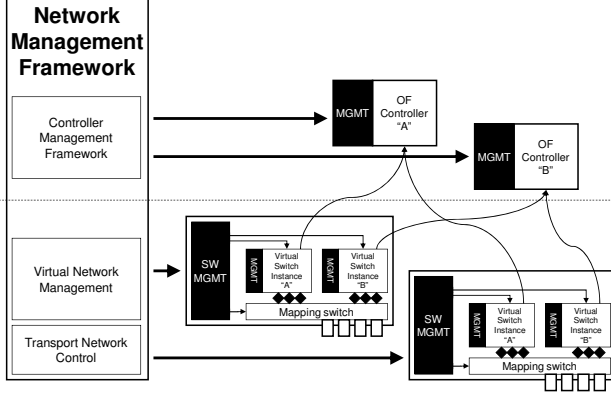 Network
Management
Framework
Controller
Management
Framework
Virtual Network
Management
Transport Network
Control
MGMT
OF
Controller
“A”
MGMT
OF
Controller
“B”
SW
MGMT
MGMT
Virtual
Switch
Instance
“A”
MGMT
Virtual
Switch
Instance
“B”
Mapping switch
SW
MGMT
MGMT
Virtual
Switch
Instance
“A”
MGMT
Virtual
Switch
Instance
“B”
Mapping switch